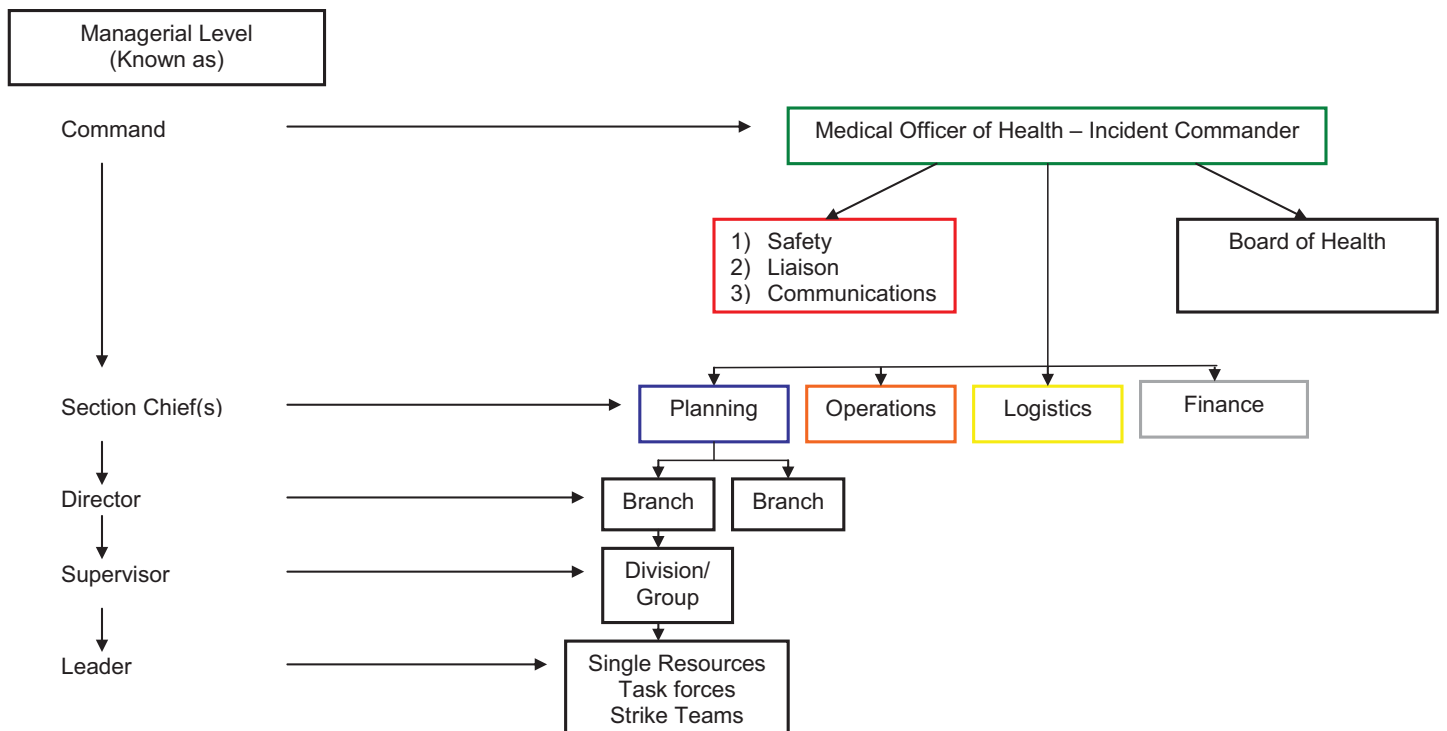 Managerial Level
(Known as)
Command
Medical Officer of Health – Incident Commander
1) Safety
2) Liaison
3) Communications
Board of Health
Section Chief(s)
Planning
Operations
Logistics
Finance
Director
Branch
Branch
Supervisor
Division/
Group
Leader
Single Resources
Task forces
Strike Teams